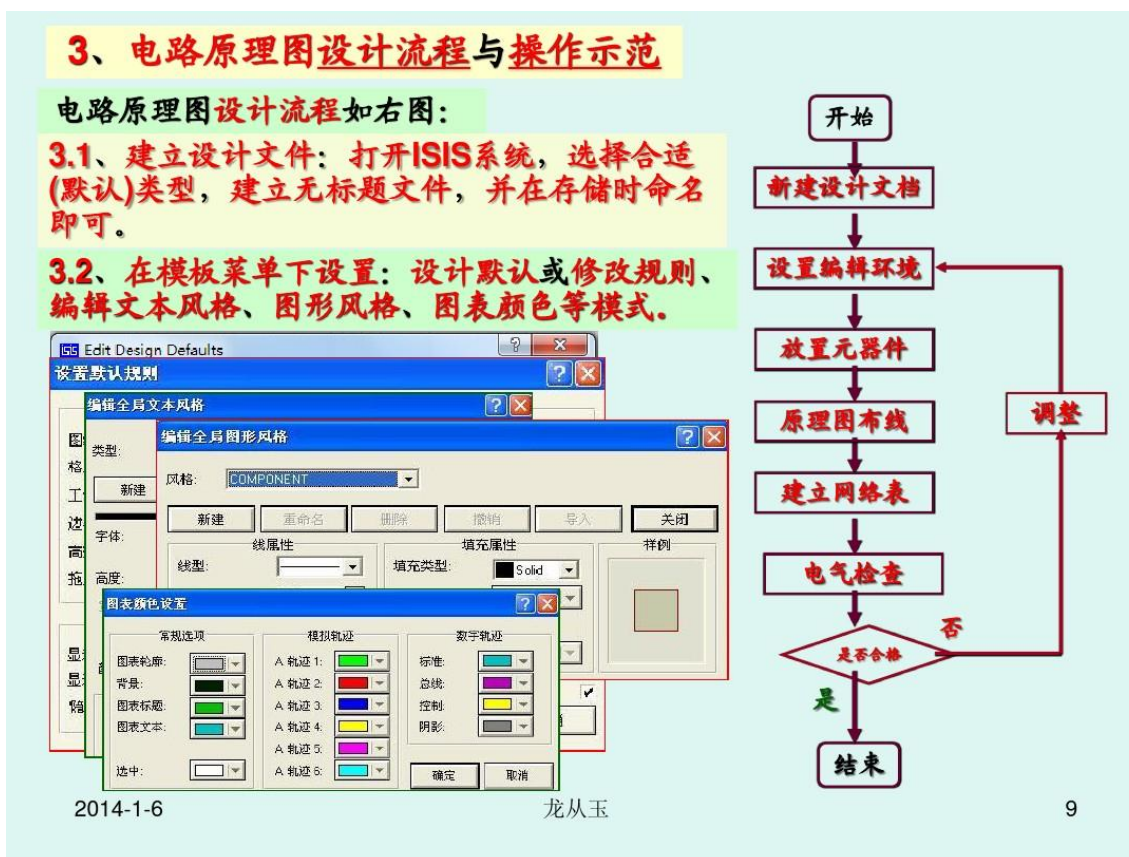 3、电路原理图设计流程与操作示范
电路原理图设计流程如右图:
3.1、建立设计文件：打开ISIS系统，选择合适
(默认)类型，建立无标题文件，并在存储时命名
即可。
3.2、在模板菜单下设置：设计默认或修改规则、
编辑文本风格、图形风格、图表颜色等模式。
ISIS Edit Design Defaults
设置默认规则
编辑全局文本风格
类型:
新建
字体:
高度:
编辑全局图形风格
风格: COMPONENT
新建 重命名 删除 撤销 导入 关闭
线属性 填充属性 样例
线型: 填充类型: Solid
图表颜色设置
常规选项 模拟轨迹 数字轨迹
图表轮廓: A 轨迹 1: 标准:
背景: A 轨迹 2: 总线:
图表标题: A 轨迹 3: 控制:
图表文本: A 轨迹 4: 阴影:
A 轨迹 5:
选中: A 轨迹 6: 确定 取消
开始
新建设计文档
设置编辑环境
放置元器件
原理图布线
调整
建立网络表
电气检查
否
是否合格
是
结束
2014-1-6 龙从玉 9